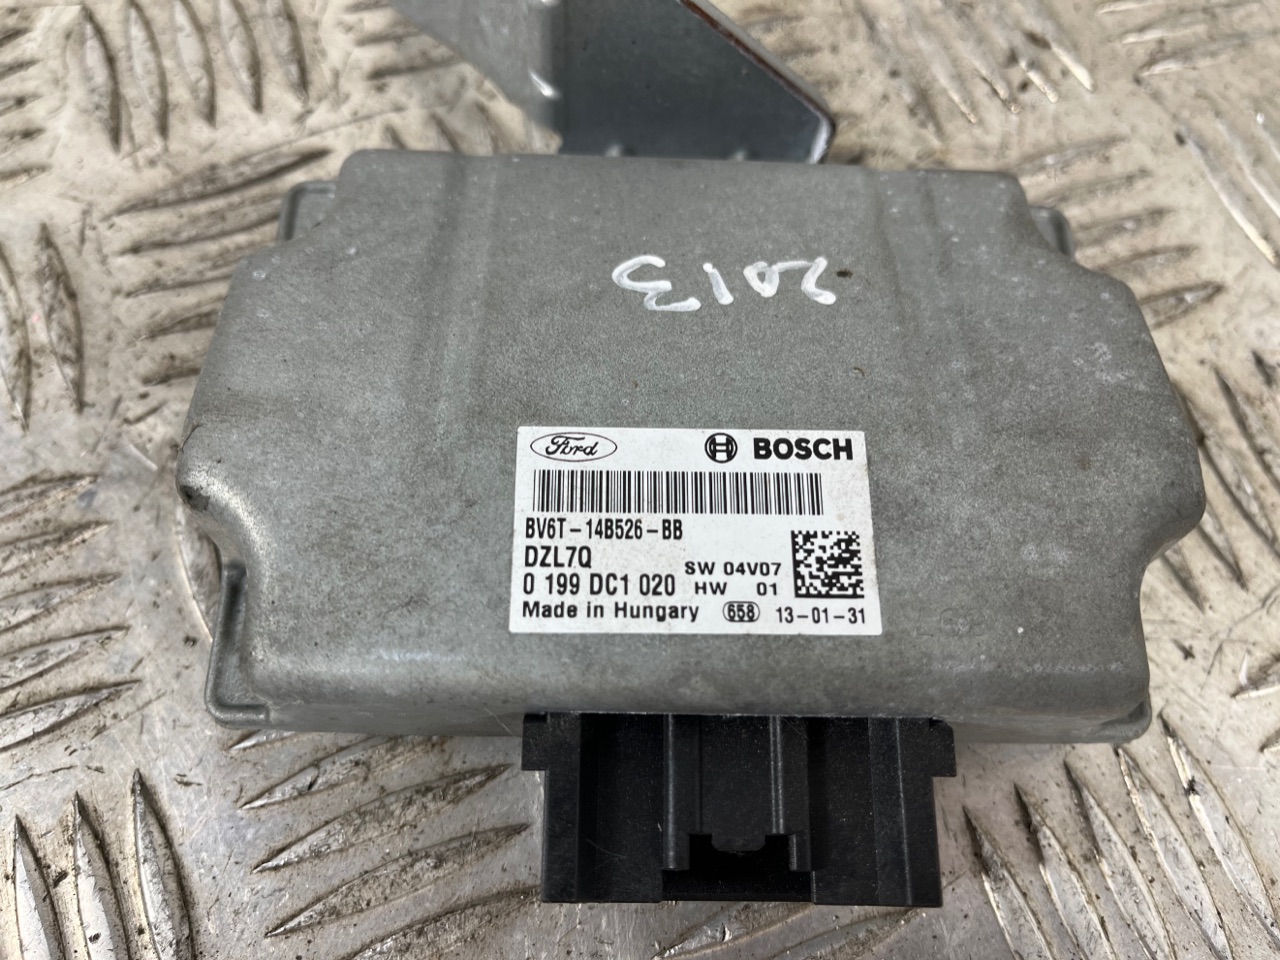 2013
Ford BOSCH
BV6T-14B526-BB
DZL7Q
SW 04V07
0 199 DC1 020 HW 01
Made in Hungary 658 13-01-31